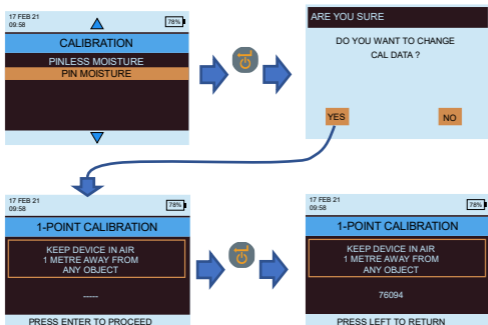 17 FEB 21
09:58
78%
CALIBRATION
PINLESS MOISTURE
PIN MOISTURE
ARE YOU SURE
DO YOU WANT TO CHANGE
CAL DATA ?
YES
NO
17 FEB 21
09:58
78%
1-POINT CALIBRATION
KEEP DEVICE IN AIR
1 METRE AWAY FROM
ANY OBJECT
-----
PRESS ENTER TO PROCEED
17 FEB 21
09:58
78%
1-POINT CALIBRATION
KEEP DEVICE IN AIR
1 METRE AWAY FROM
ANY OBJECT
76094
PRESS LEFT TO RETURN